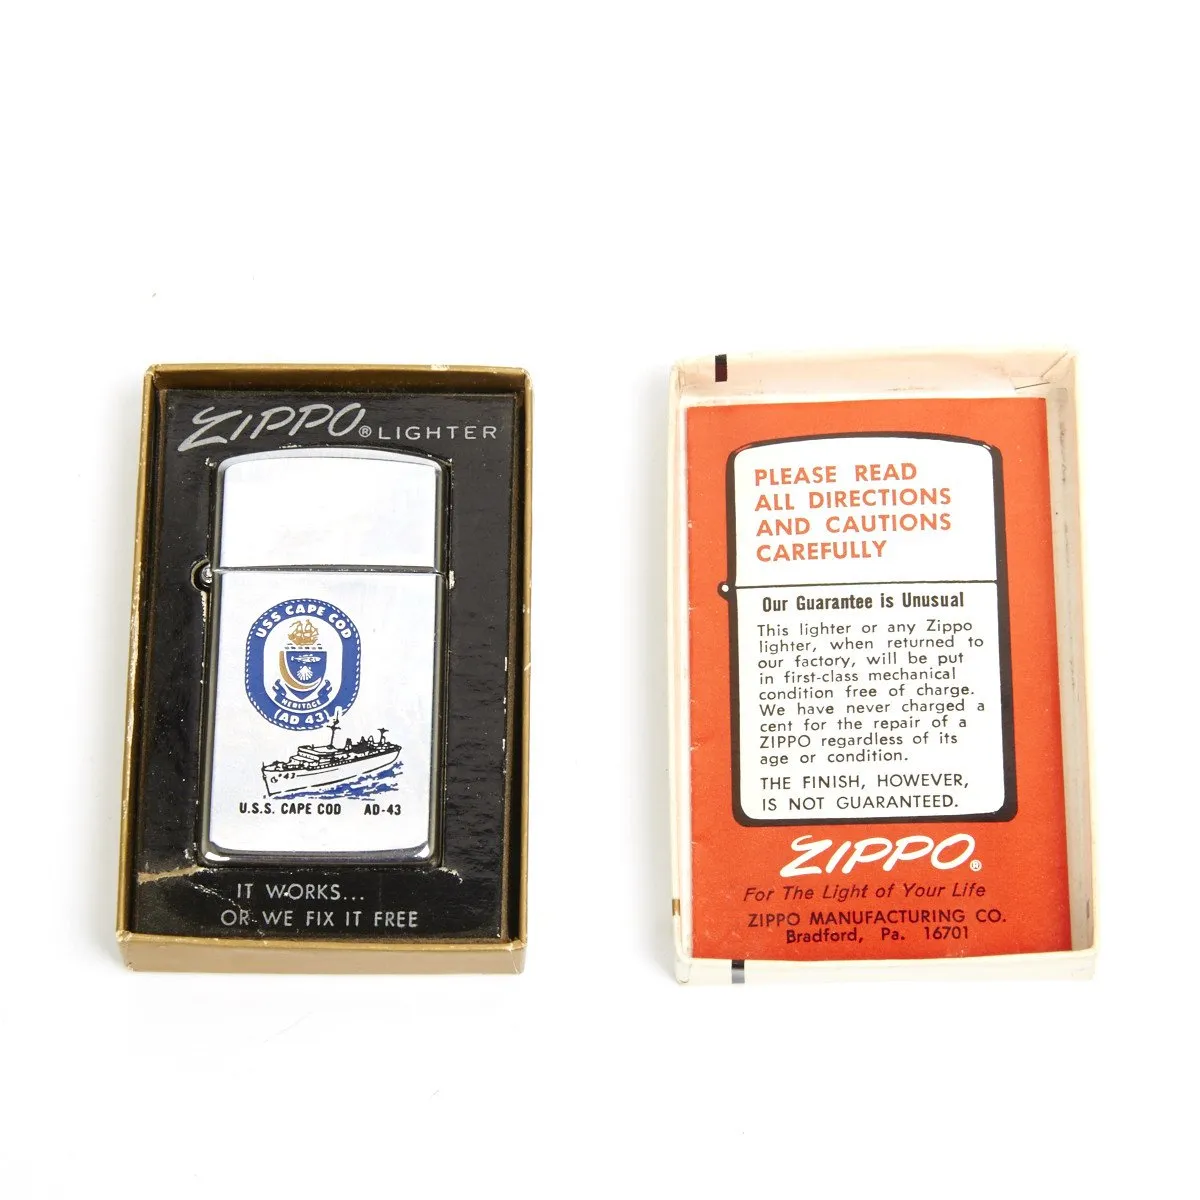 ZIPPO® LIGHTER
USS CAPE COD
HERITAGE
(AD 43)
43
U.S.S. CAPE COD AD-43
IT WORKS...
OR WE FIX IT FREE
PLEASE READ
ALL DIRECTIONS
AND CAUTIONS
CAREFULLY
Our Guarantee is Unusual
This lighter or any Zippo
lighter, when returned to
our factory, will be put
in first-class mechanical
condition free of charge.
We have never charged a
cent for the repair of a
ZIPPO regardless of its
age or condition.
THE FINISH, HOWEVER,
IS NOT GUARANTEED.
ZIPPO®
For The Light of Your Life
ZIPPO MANUFACTURING CO.
Bradford, Pa. 16701